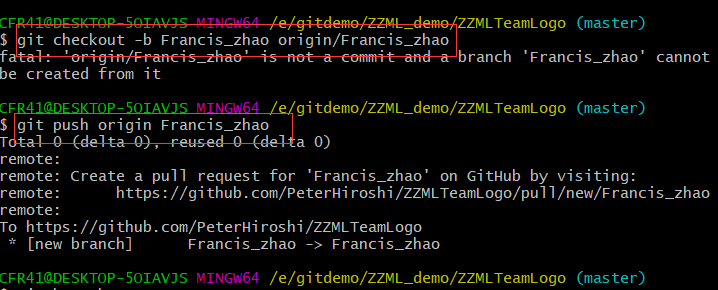 CFR41@DESKTOP-5OIAVJS MINGW64 /e/gitdemo/ZZML_demo/ZZMLTeamLogo (master)
$ git checkout -b Francis_zhao origin/Francis_zhao
fatal: 'origin/Francis_zhao' is not a commit and a branch 'Francis_zhao' cannot
be created from it
CFR41@DESKTOP-5OIAVJS MINGW64 /e/gitdemo/ZZML_demo/ZZMLTeamLogo (master)
$ git push origin Francis_zhao
Total 0 (delta 0), reused 0 (delta 0)
remote:
remote: Create a pull request for 'Francis_zhao' on GitHub by visiting:
remote:      https://github.com/PeterHiroshi/ZZMLTeamLogo/pull/new/Francis_zhao
remote:
To https://github.com/PeterHiroshi/ZZMLTeamLogo
 * [new branch]      Francis_zhao -> Francis_zhao
CFR41@DESKTOP-5OIAVJS MINGW64 /e/gitdemo/ZZML_demo/ZZMLTeamLogo (master)